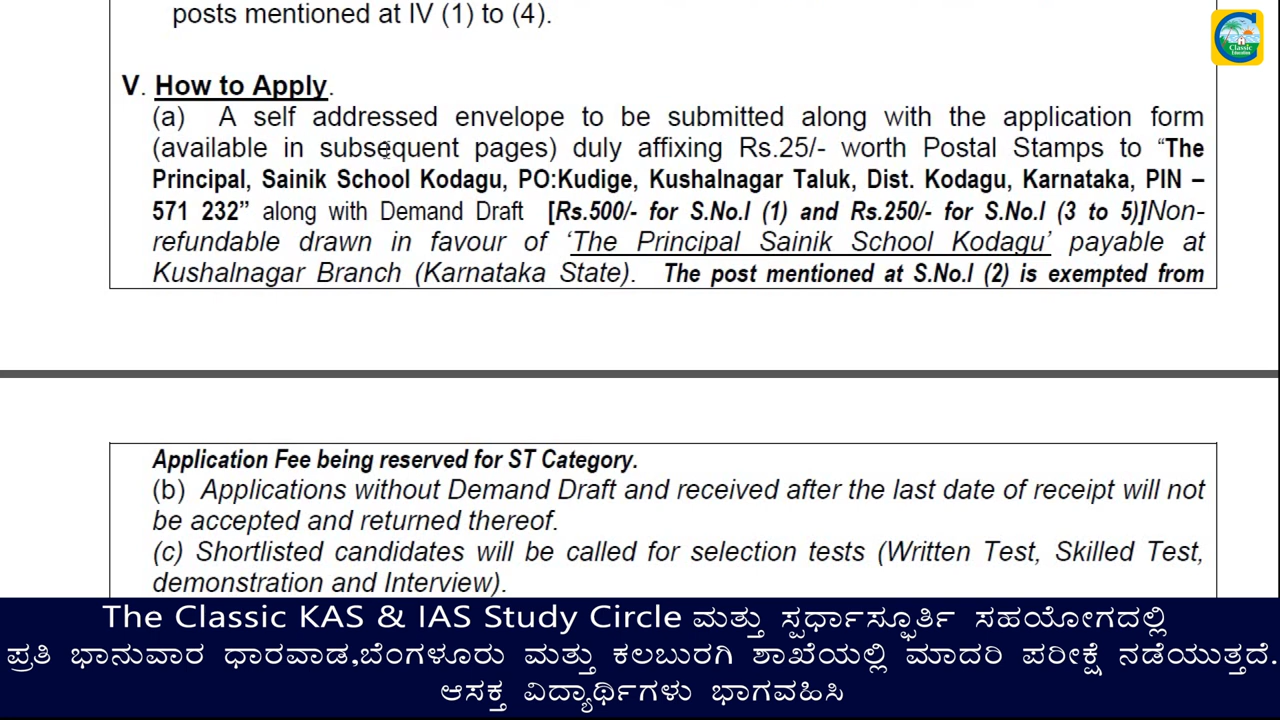 posts mentioned at IV (1) to (4).
Classic
Education
V. How to Apply.
(a) A self addressed envelope to be submitted along with the application form
(available in subsequent pages) duly affixing Rs.25/- worth Postal Stamps to “The
Principal, Sainik School Kodagu, PO:Kudige, Kushalnagar Taluk, Dist. Kodagu, Karnataka, PIN –
571 232” along with Demand Draft [Rs.500/- for S.No.I (1) and Rs.250/- for S.No.I (3 to 5)]Non-
refundable drawn in favour of ‘The Principal Sainik School Kodagu’ payable at
Kushalnagar Branch (Karnataka State). The post mentioned at S.No.I (2) is exempted from
Application Fee being reserved for ST Category.
(b) Applications without Demand Draft and received after the last date of receipt will not
be accepted and returned thereof.
(c) Shortlisted candidates will be called for selection tests (Written Test, Skilled Test,
demonstration and Interview).
The Classic KAS & IAS Study Circle ಮತ್ತು ಸ್ಪರ್ಧಾಸ್ಫೂರ್ತಿ ಸಹಯೋಗದಲ್ಲಿ
ಪ್ರತಿ ಭಾನುವಾರ ಧಾರವಾಡ,ಬೆಂಗಳೂರು ಮತ್ತು ಕಲಬುರಗಿ ಶಾಖೆಯಲ್ಲಿ ಮಾದರಿ ಪರೀಕ್ಷೆ ನಡೆಯುತ್ತದೆ.
ಆಸಕ್ತ ವಿದ್ಯಾರ್ಥಿಗಳು ಭಾಗವಹಿಸಿ